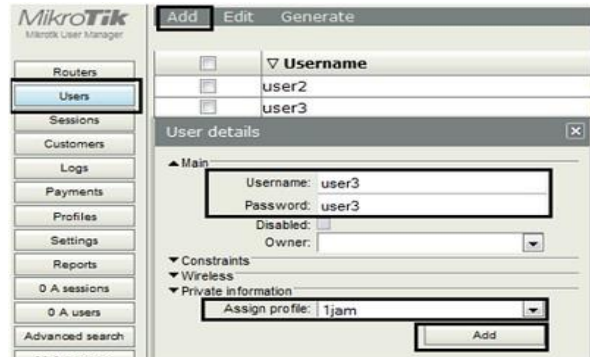 MikroTik
Mikrotik User Manager
Routers
Users
Sessions
Customers
Logs
Payments
Profiles
Settings
Reports
0 A sessions
0 A users
Advanced search
Add Edit Generate
▽ Username
user2
user3
User details
Main
Username: user3
Password: user3
Disabled:
Owner:
Constraints
Wireless
Private information
Assign profile: 1jam
Add